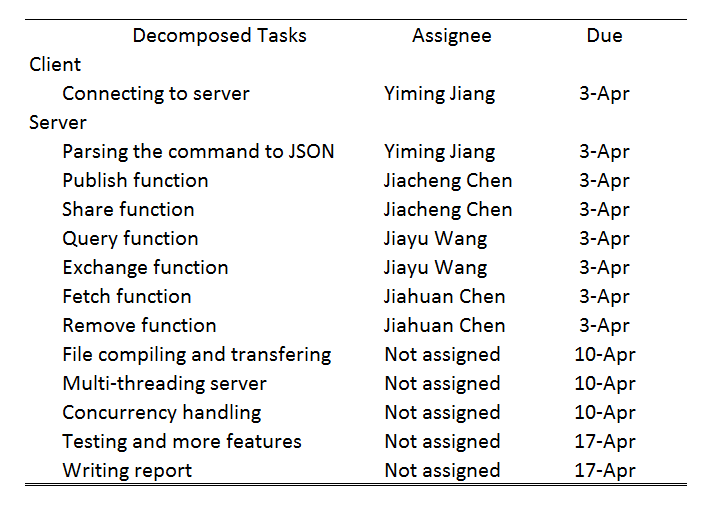 Decomposed Tasks Assignee Due
Client
Connecting to server Yiming Jiang 3-Apr
Server
Parsing the command to JSON Yiming Jiang 3-Apr
Publish function Jiacheng Chen 3-Apr
Share function Jiacheng Chen 3-Apr
Query function Jiayu Wang 3-Apr
Exchange function Jiayu Wang 3-Apr
Fetch function Jiahuan Chen 3-Apr
Remove function Jiahuan Chen 3-Apr
File compiling and transfering Not assigned 10-Apr
Multi-threading server Not assigned 10-Apr
Concurrency handling Not assigned 10-Apr
Testing and more features Not assigned 17-Apr
Writing report Not assigned 17-Apr